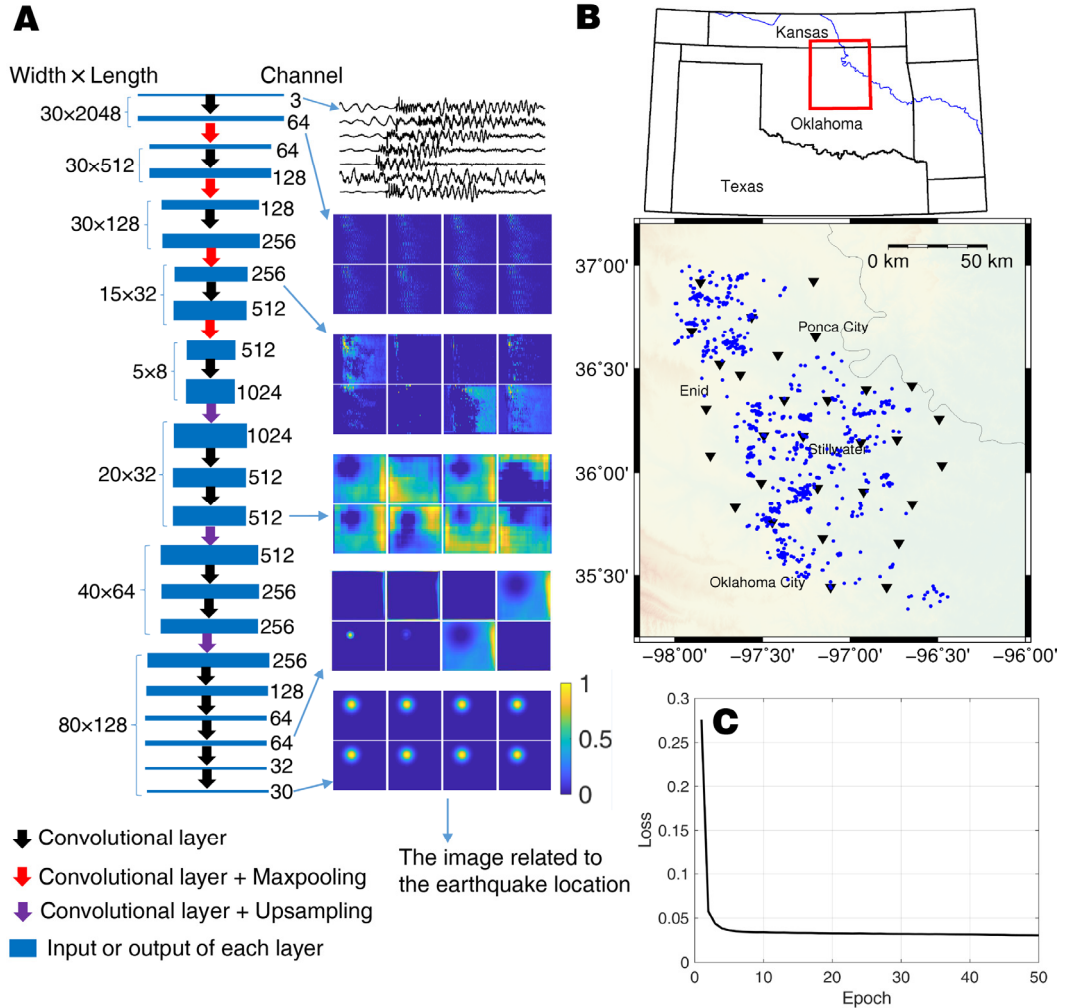 A
Width × Length
Channel
30×2048
3
64
30×512
64
128
30×128
128
256
15×32
256
512
5×8
512
1024
20×32
1024
512
512
40×64
512
256
256
80×128
256
128
64
64
32
30
1
0.5
0
The image related to
the earthquake location
Convolutional layer
Convolutional layer + Maxpooling
Convolutional layer + Upsampling
Input or output of each layer
B
Kansas
Oklahoma
Texas
0 km
50 km
37°00'
36°30'
36°00'
35°30'
Ponca City
Enid
Stillwater
Oklahoma City
−98°00'
−97°30'
−97°00'
−96°30'
−96°00'
C
0.3
0.25
0.2
0.15
0.1
0.05
0
Loss
0
10
20
30
40
50
Epoch